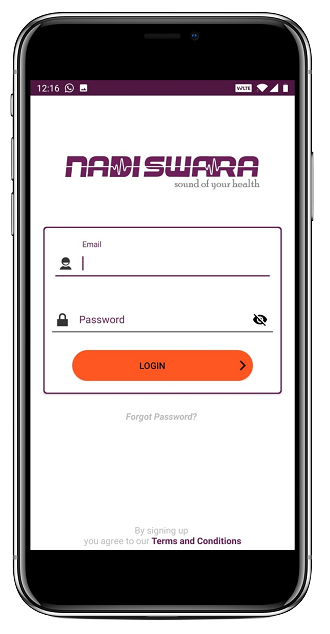 12:16
VoLTE
NADI SWARA
sound of your health
Email
Password
LOGIN
Forgot Password?
By signing up
you agree to our Terms and Conditions